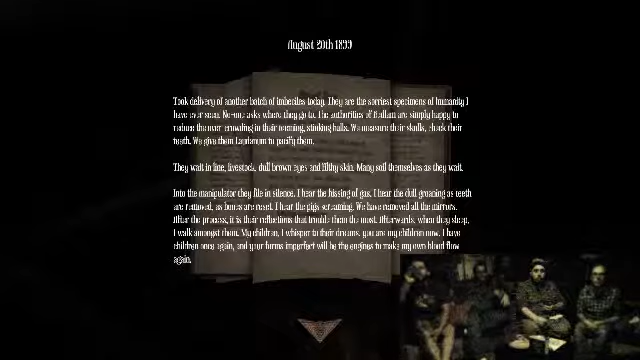 August 20th 1899
Took delivery of another batch of imbeciles today. They are the sorriest specimens of humanity I
have ever seen. No-one asks where they go to. The authorities of Bedlam are simply happy to
reduce the over-crowding in their teeming, stinking halls. We measure their skulls, check their
teeth. We give them Laudanum to pacify them.
They wait in line, livestock, dull brown eyes and filthy skin. Many soil themselves as they wait.
Into the manipulator they file in silence. I hear the hissing of gas, I hear the dull groaning as teeth
are removed, as bones are reset. I hear the pigs screaming. We have removed all the mirrors.
After the process, it is their reflections that trouble them the most. Afterwards, when they sleep,
I walk amongst them. My children, I whisper to their dreams, you are my children now. I have
children once again, and your forms imperfect will be the engines to make my own blood flow
again.